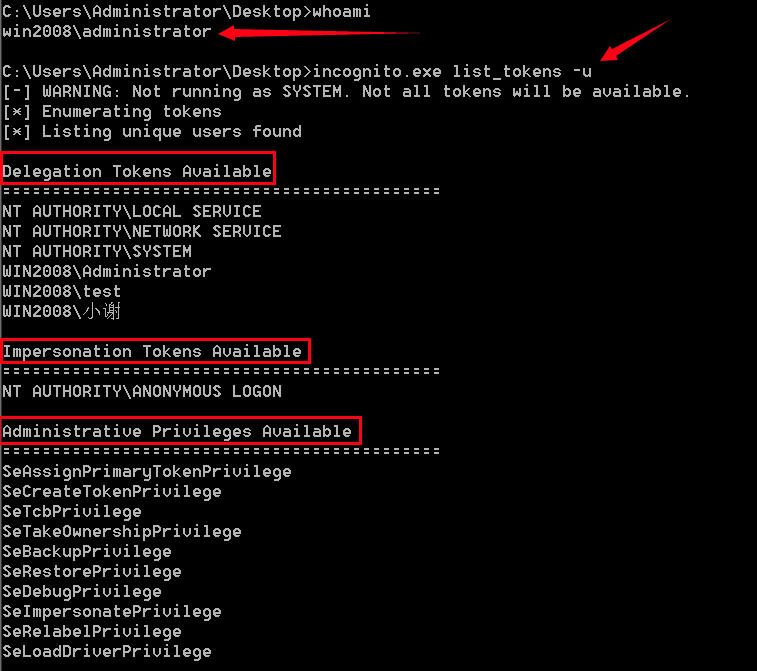 C:\Users\Administrator\Desktop>whoami
win2008\administrator
C:\Users\Administrator\Desktop>incognito.exe list_tokens -u
[-] WARNING: Not running as SYSTEM. Not all tokens will be available.
[*] Enumerating tokens
[*] Listing unique users found
Delegation Tokens Available
============================================
NT AUTHORITY\LOCAL SERVICE
NT AUTHORITY\NETWORK SERVICE
NT AUTHORITY\SYSTEM
WIN2008\Administrator
WIN2008\test
WIN2008\小谢
Impersonation Tokens Available
============================================
NT AUTHORITY\ANONYMOUS LOGON
Administrative Privileges Available
============================================
SeAssignPrimaryTokenPrivilege
SeCreateTokenPrivilege
SeTcbPrivilege
SeTakeOwnershipPrivilege
SeBackupPrivilege
SeRestorePrivilege
SeDebugPrivilege
SeImpersonatePrivilege
SeRelabelPrivilege
SeLoadDriverPrivilege